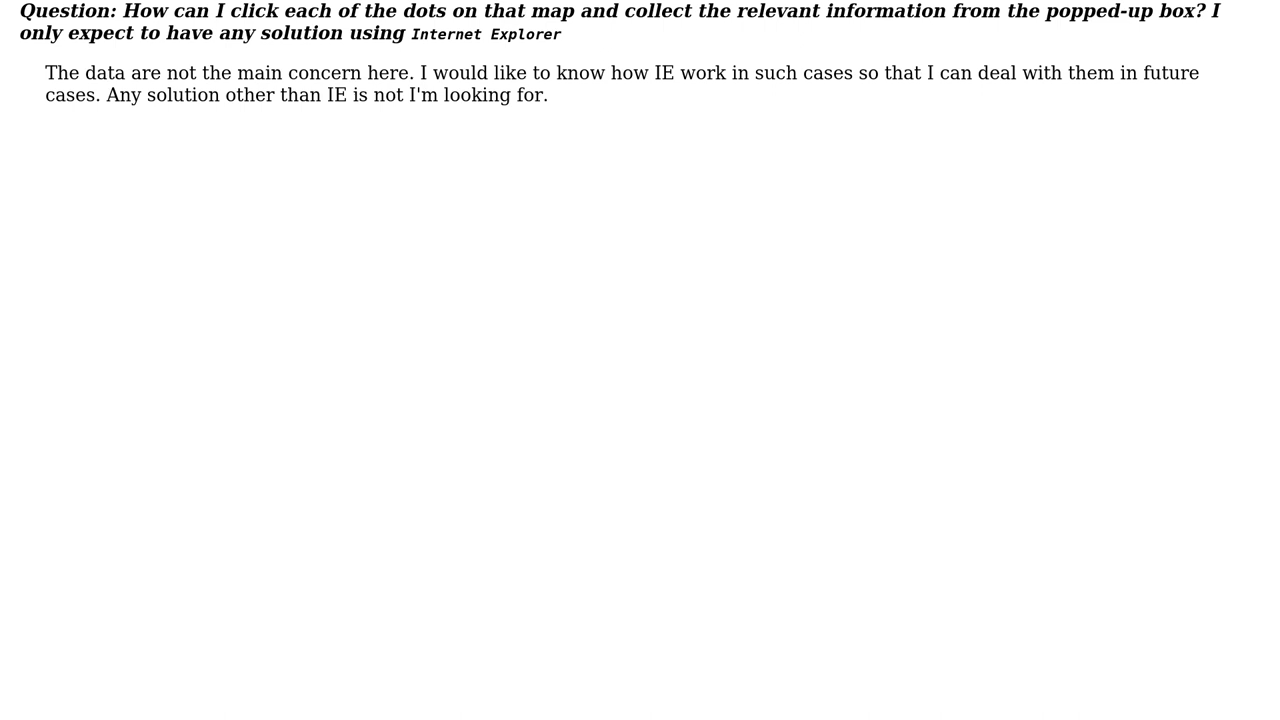 Question: How can I click each of the dots on that map and collect the relevant information from the popped-up box? I
only expect to have any solution using Internet Explorer
The data are not the main concern here. I would like to know how IE work in such cases so that I can deal with them in future
cases. Any solution other than IE is not I'm looking for.